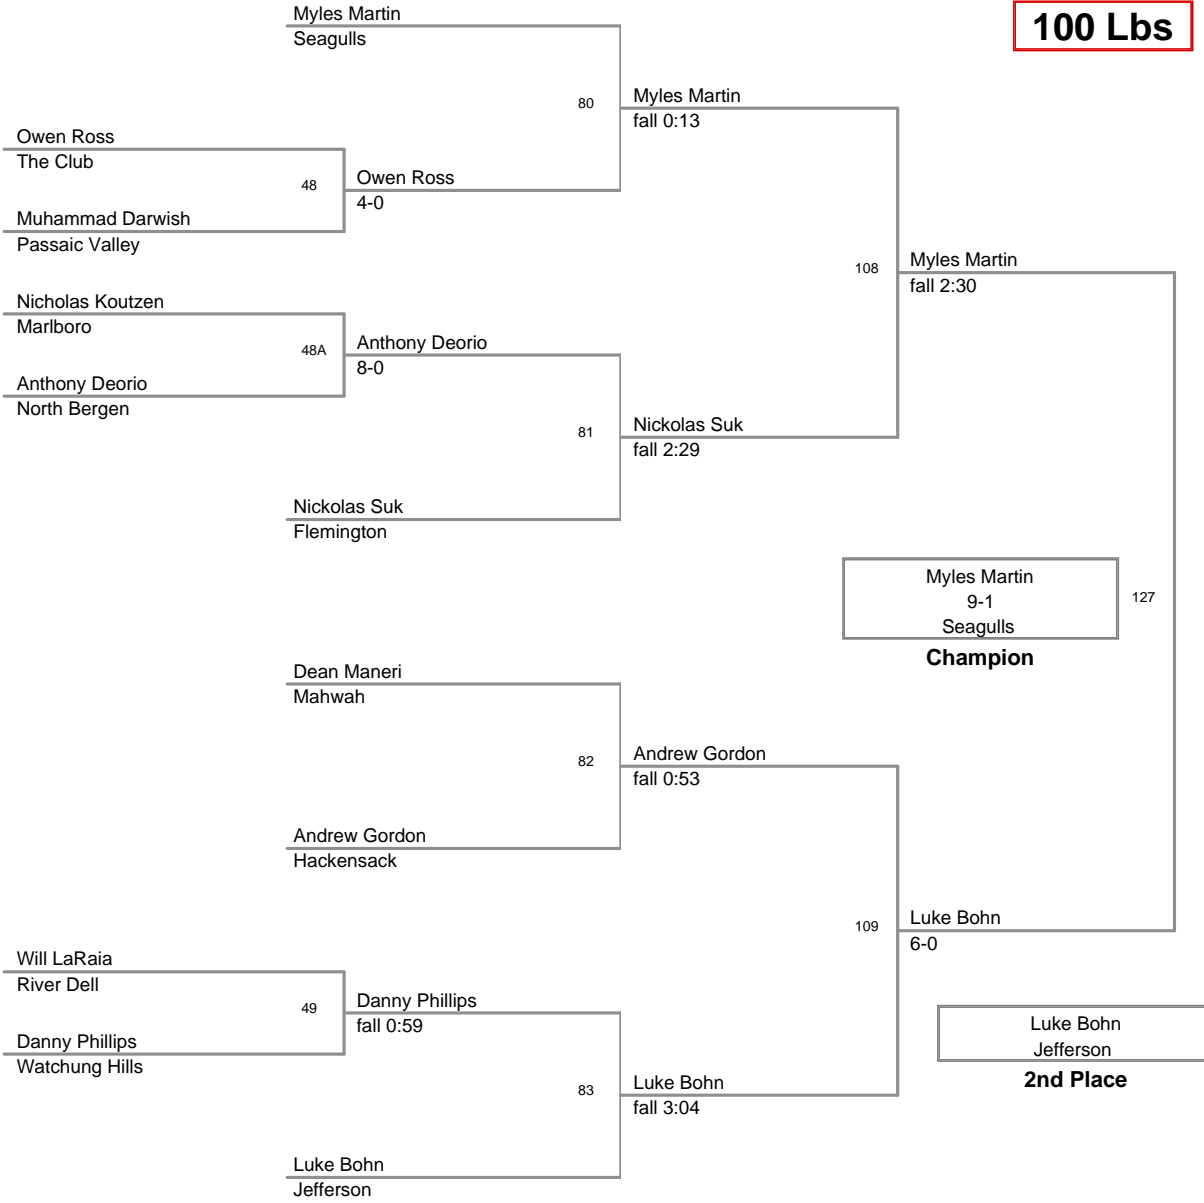 Myles Martin
Seagulls
100 Lbs
80
Myles Martin
fall 0:13
Owen Ross
The Club
48
Owen Ross
4-0
Muhammad Darwish
Passaic Valley
108
Myles Martin
fall 2:30
Nicholas Koutzen
Marlboro
48A
Anthony Deorio
8-0
Anthony Deorio
North Bergen
81
Nickolas Suk
fall 2:29
Nickolas Suk
Flemington
Myles Martin
9-1
Seagulls
127
Champion
Dean Maneri
Mahwah
82
Andrew Gordon
fall 0:53
Andrew Gordon
Hackensack
109
Luke Bohn
6-0
Will LaRaia
River Dell
49
Danny Phillips
fall 0:59
Danny Phillips
Watchung Hills
Luke Bohn
Jefferson
2nd Place
83
Luke Bohn
fall 3:04
Luke Bohn
Jefferson